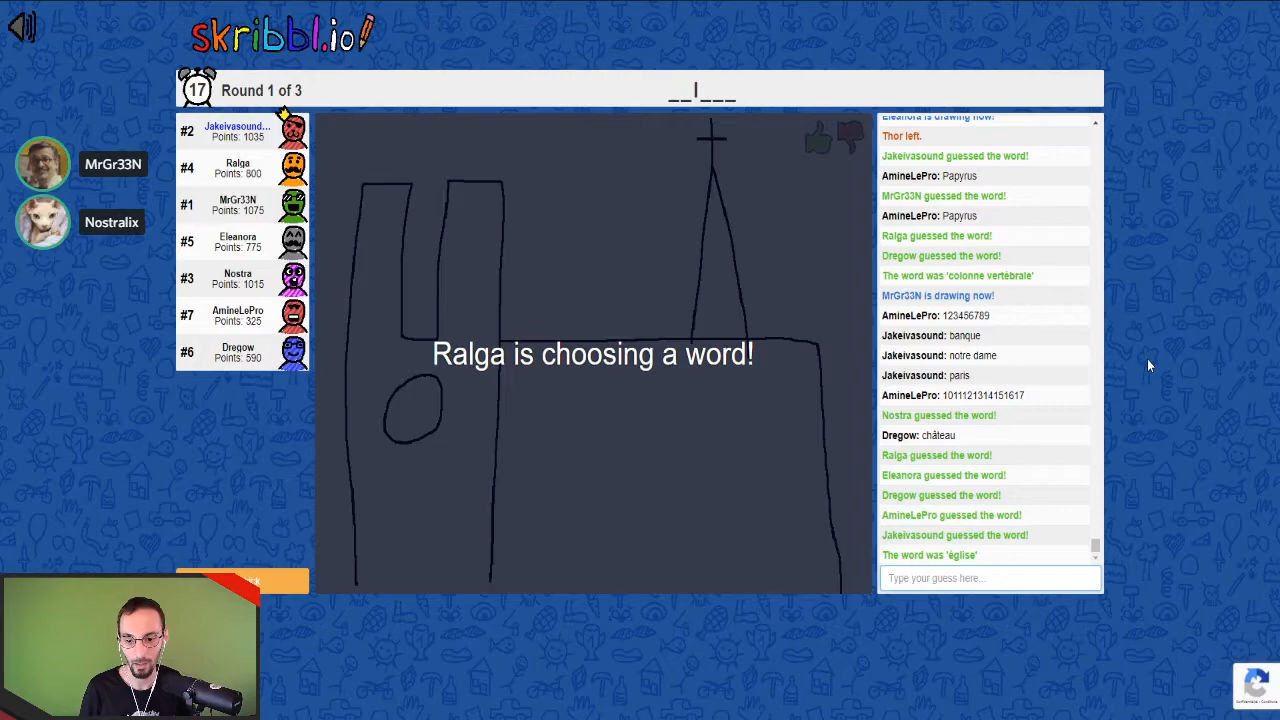 skribbl.io
17
Round 1 of 3
__l___
#2 Jakeivasound...
Points: 1035
#4 Ralga
Points: 800
#1 MrGr33N
Points: 1075
#5 Eleanora
Points: 775
#3 Nostra
Points: 1015
#7 AmineLePro
Points: 325
#6 Dregow
Points: 590
MrGr33N
Nostralix
Ralga is choosing a word!
Eleanora is drawing now!
Thor left.
Jakeivasound guessed the word!
AmineLePro: Papyrus
MrGr33N guessed the word!
AmineLePro: Papyrus
Ralga guessed the word!
Dregow guessed the word!
The word was 'colonne vertébrale'
MrGr33N is drawing now!
AmineLePro: 123456789
Jakeivasound: banque
Jakeivasound: notre dame
Jakeivasound: paris
AmineLePro: 1011121314151617
Nostra guessed the word!
Dregow: château
Ralga guessed the word!
Eleanora guessed the word!
Dregow guessed the word!
AmineLePro guessed the word!
Jakeivasound guessed the word!
The word was 'église'
Type your guess here...